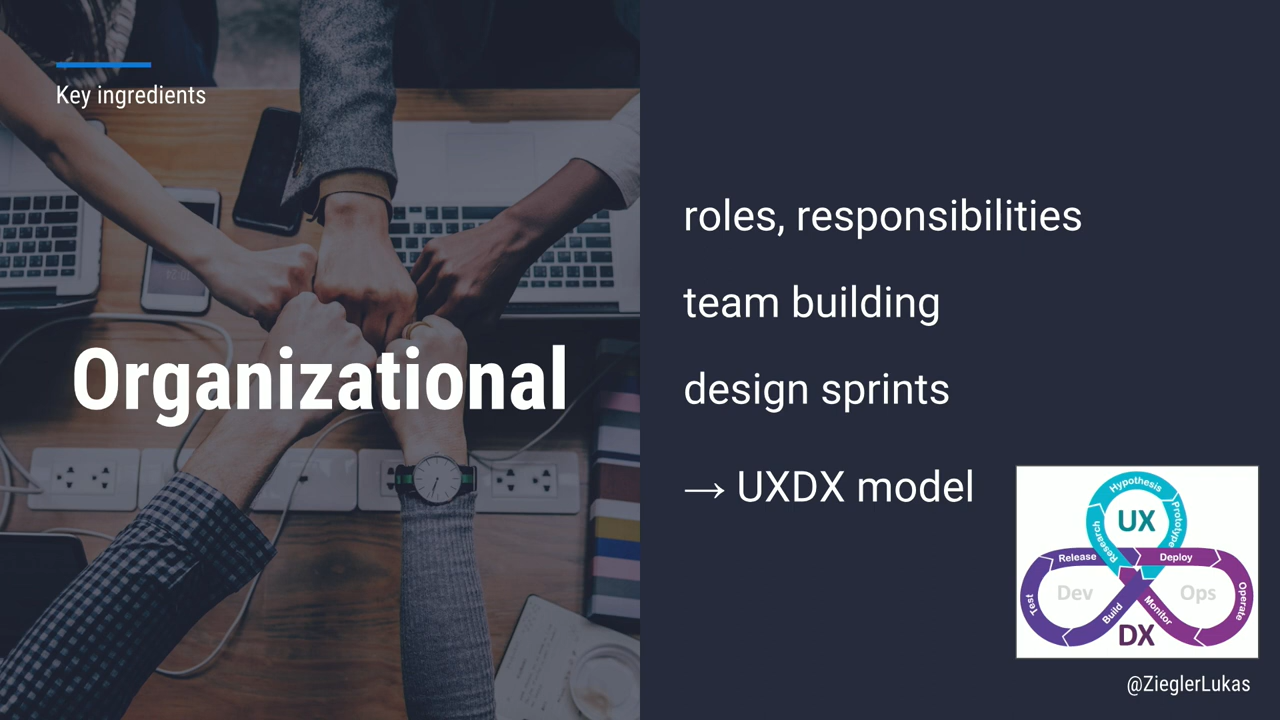 Key ingredients
Organizational
roles, responsibilities
team building
design sprints
→ UXDX model
Hypothesis
Prototype
Research
UX
Release
Deploy
Test
Dev
Ops
Operate
Build
Monitor
DX
@ZieglerLukas